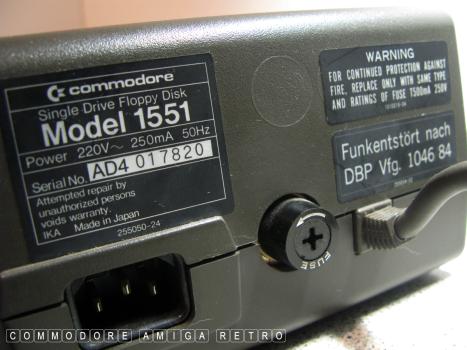 commodore
Single Drive Floppy Disk
Model 1551
Power 220V~ 250mA 50Hz
Serial No AD4 017820
Attempted repair by
unauthorized persons
voids warranty.
IKA Made in Japan
255050-24
WARNING
FOR CONTINUED PROTECTION AGAINST
FIRE, REPLACE ONLY WITH SAME TYPE
AND RATINGS OF FUSE T500mA 250V
Funkentstört nach
DBP Vfg. 1046 84
FUSE
COMMODORE AMIGA RETRO